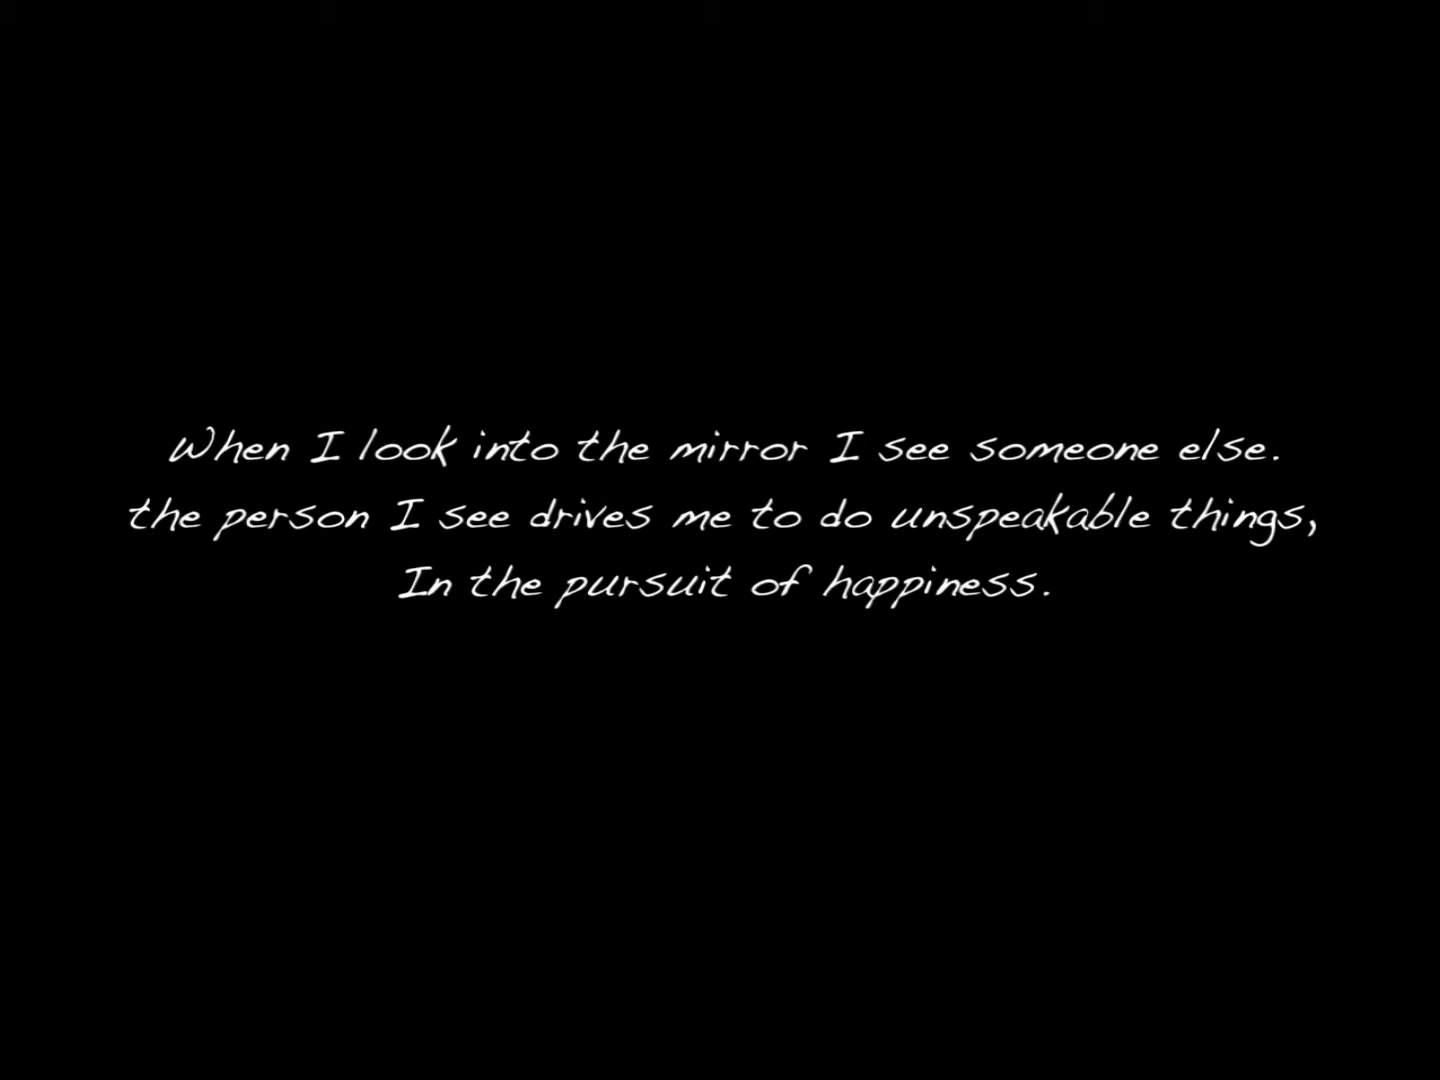 When I look into the mirror I see someone else.
the person I see drives me to do unspeakable things,
In the pursuit of happiness.